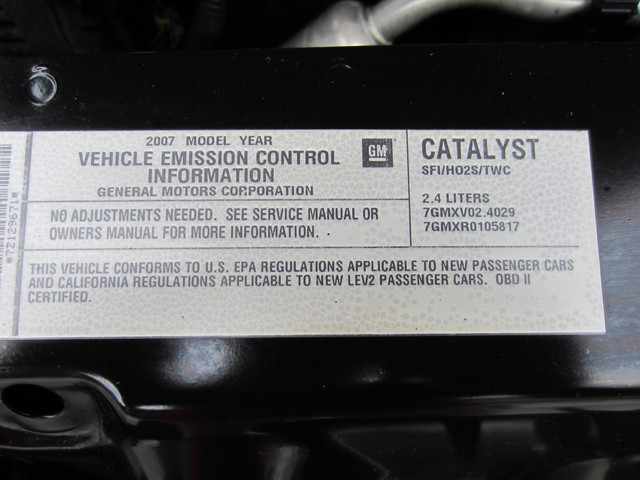 *7Z129671*
2007 MODEL YEAR
VEHICLE EMISSION CONTROL
INFORMATION
GENERAL MOTORS CORPORATION
GM
NO ADJUSTMENTS NEEDED. SEE SERVICE MANUAL OR
OWNERS MANUAL FOR MORE INFORMATION.
CATALYST
SFI/HO2S/TWC
2.4 LITERS
7GMXV02.4029
7GMXR0105817
THIS VEHICLE CONFORMS TO U.S. EPA REGULATIONS APPLICABLE TO NEW PASSENGER CARS
AND CALIFORNIA REGULATIONS APPLICABLE TO NEW LEV2 PASSENGER CARS. OBD II
CERTIFIED.